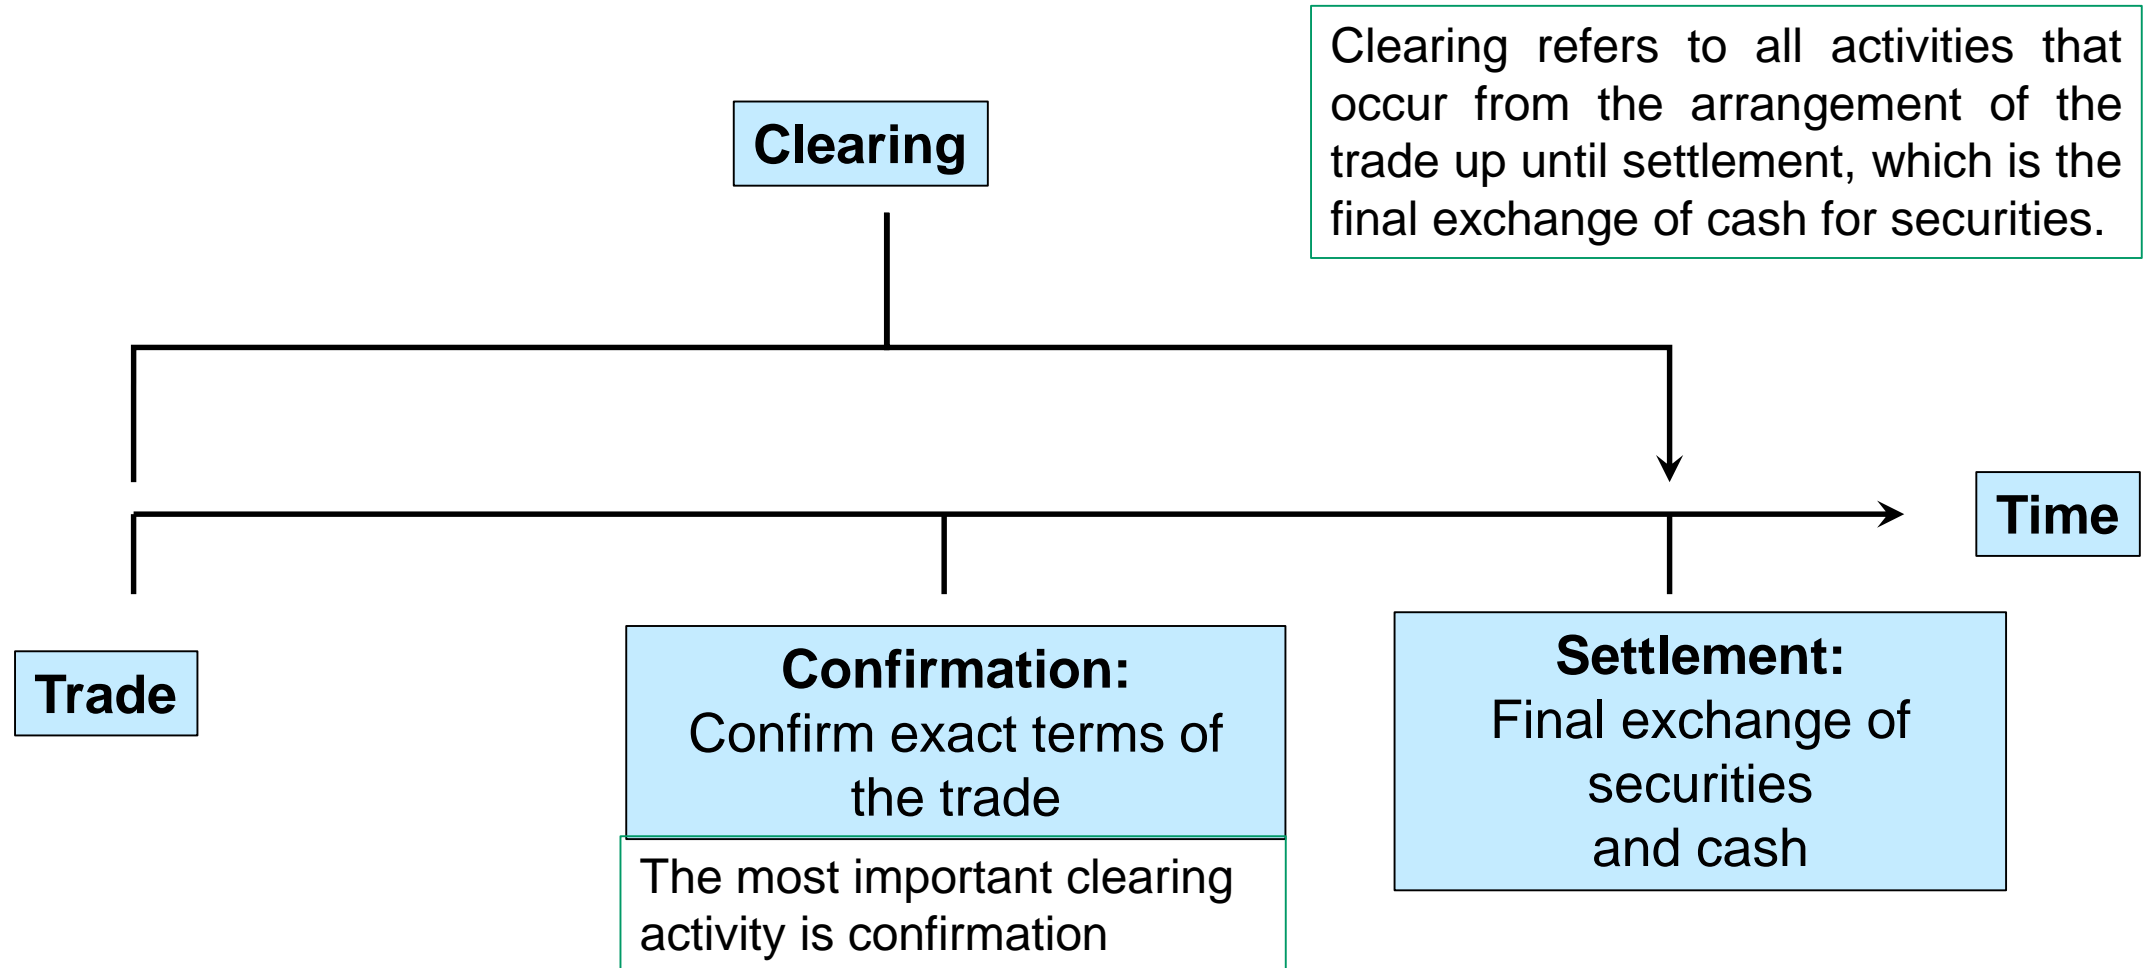 Clearing refers to all activities that
occur from the arrangement of the
trade up until settlement, which is the
final exchange of cash for securities.
Clearing
Time
Trade
Confirmation:
Confirm exact terms of
the trade
The most important clearing
activity is confirmation
Settlement:
Final exchange of
securities
and cash